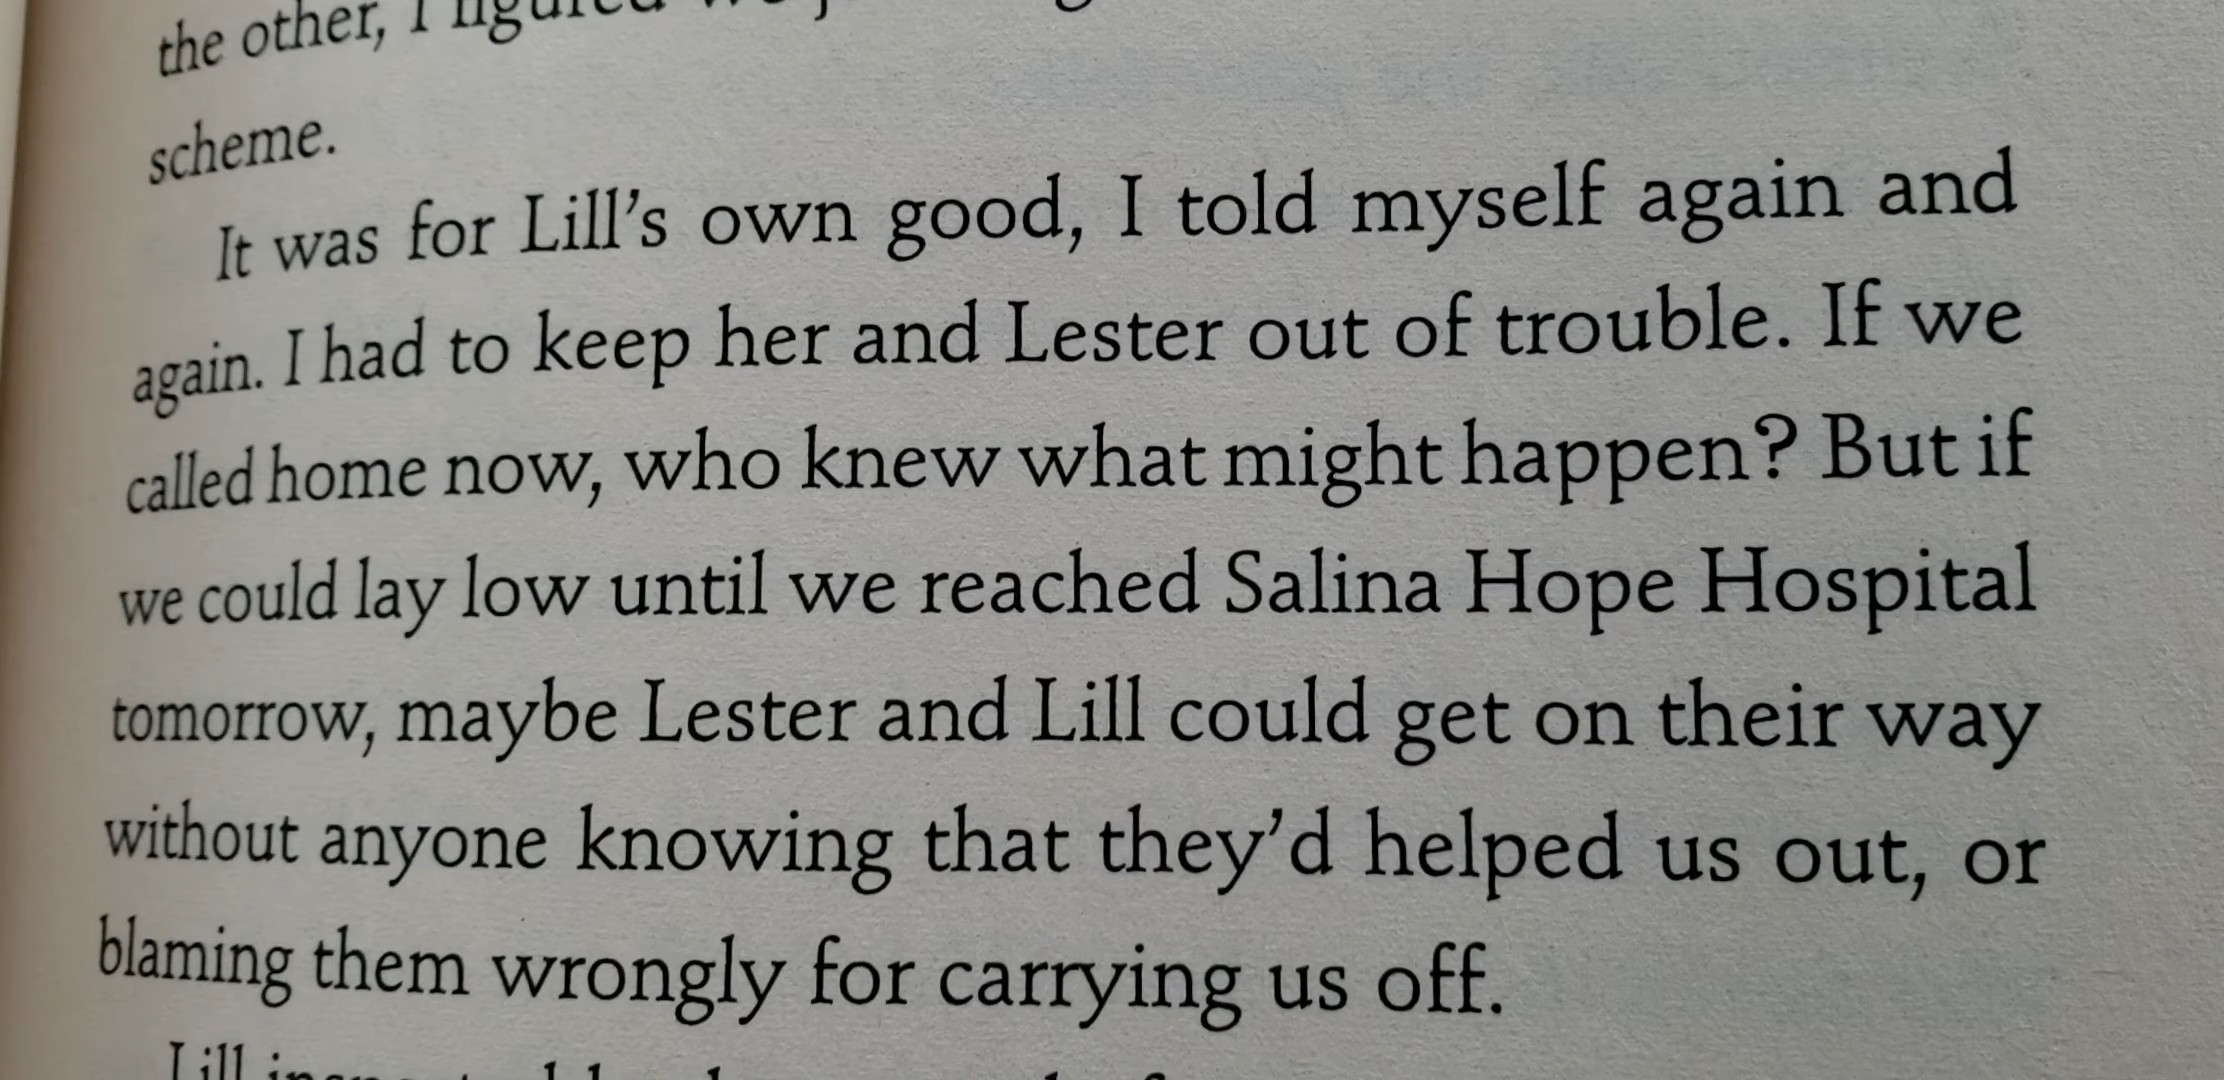 the other, I figured we
scheme.
It was for Lill’s own good, I told myself again and
again. I had to keep her and Lester out of trouble. If we
called home now, who knew what might happen? But if
we could lay low until we reached Salina Hope Hospital
tomorrow, maybe Lester and Lill could get on their way
without anyone knowing that they’d helped us out, or
blaming them wrongly for carrying us off.
Lill